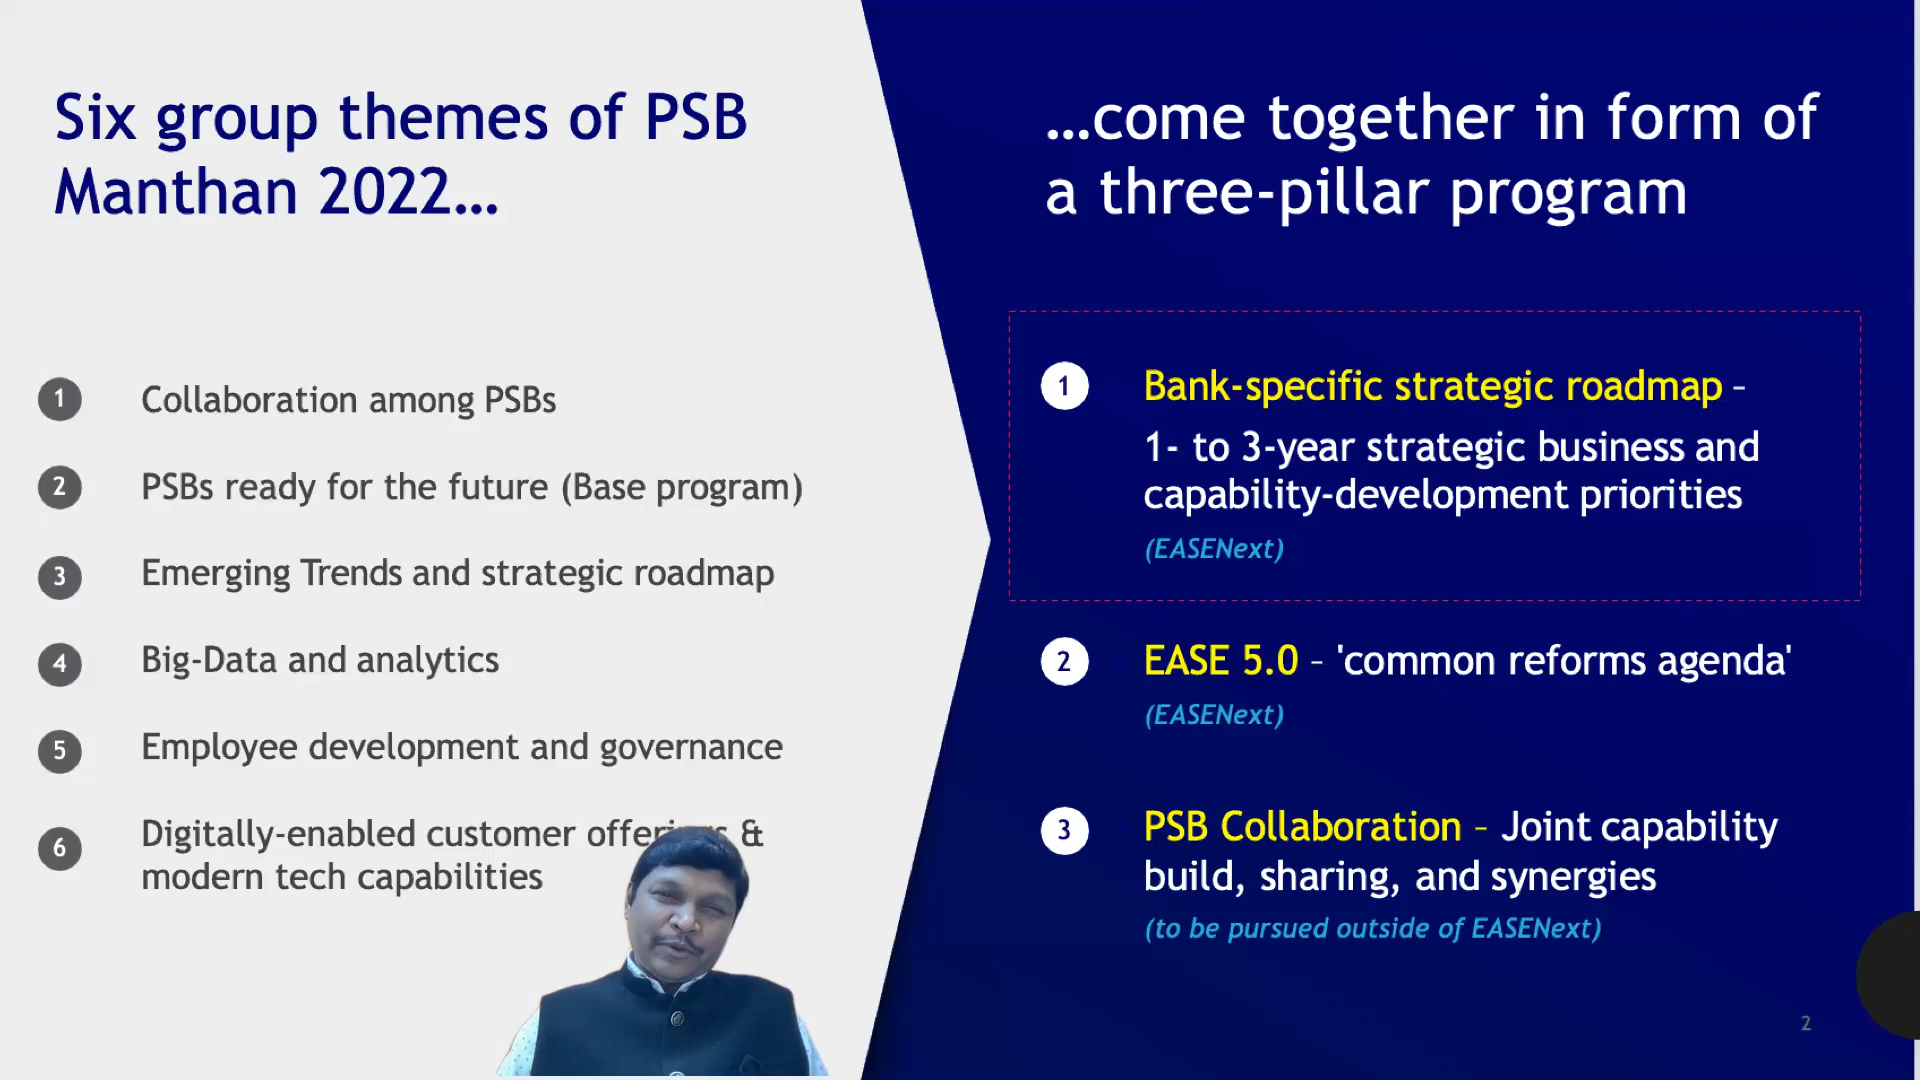 Six group themes of PSB
Manthan 2022...
1 Collaboration among PSBs
2 PSBs ready for the future (Base program)
3 Emerging Trends and strategic roadmap
4 Big-Data and analytics
5 Employee development and governance
6 Digitally-enabled customer offerings &
modern tech capabilities
...come together in form of
a three-pillar program
1 Bank-specific strategic roadmap –
1- to 3-year strategic business and
capability-development priorities
(EASENext)
2 EASE 5.0 – 'common reforms agenda'
(EASENext)
3 PSB Collaboration – Joint capability
build, sharing, and synergies
(to be pursued outside of EASENext)
2